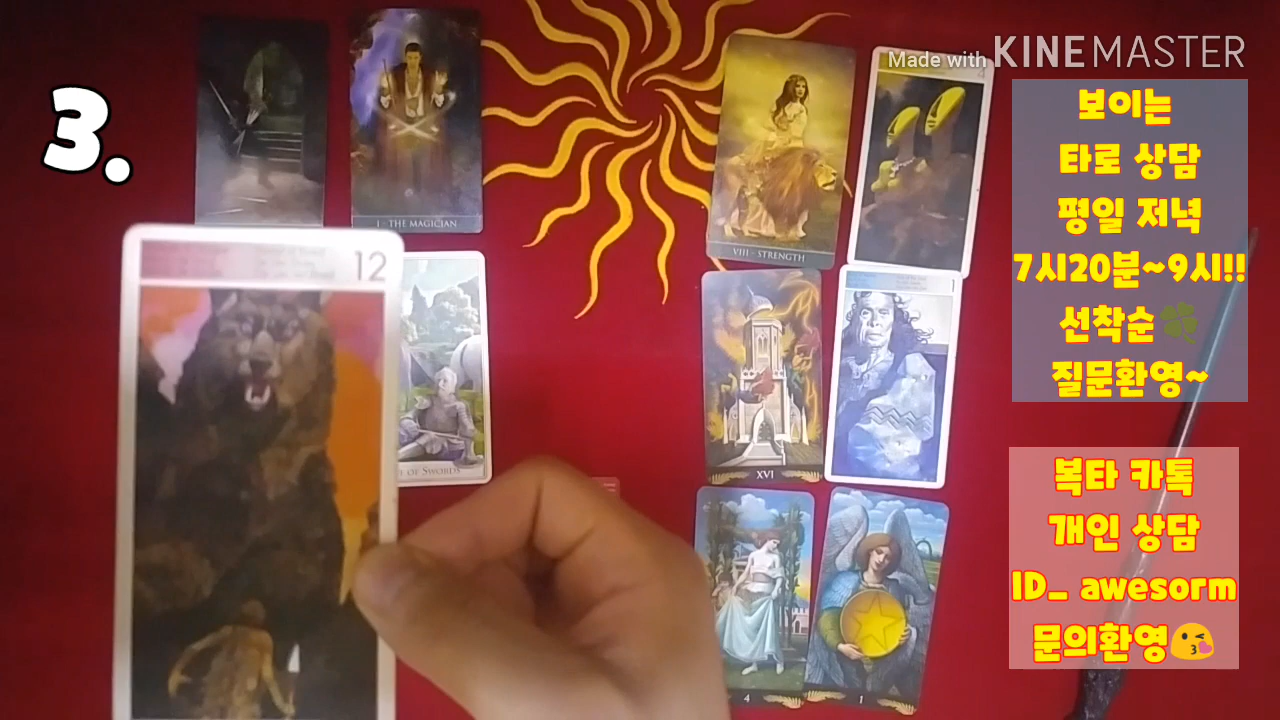 Made with KINEMASTER
3.
보이는
타로 상담
평일 저녁
7시20분~9시!!
선착순🍀
질문환영~
복타 카톡
개인 상담
ID_ awesorm
문의환영😘
I - THE MAGICIAN
VIII - STRENGTH
4
12
1
OF SWORDS
XVI
4
1